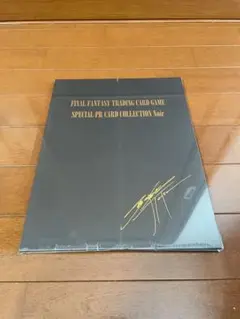 FINAL FANTASY TRADING CARD GAME
SPECIAL PR CARD COLLECTION Noir